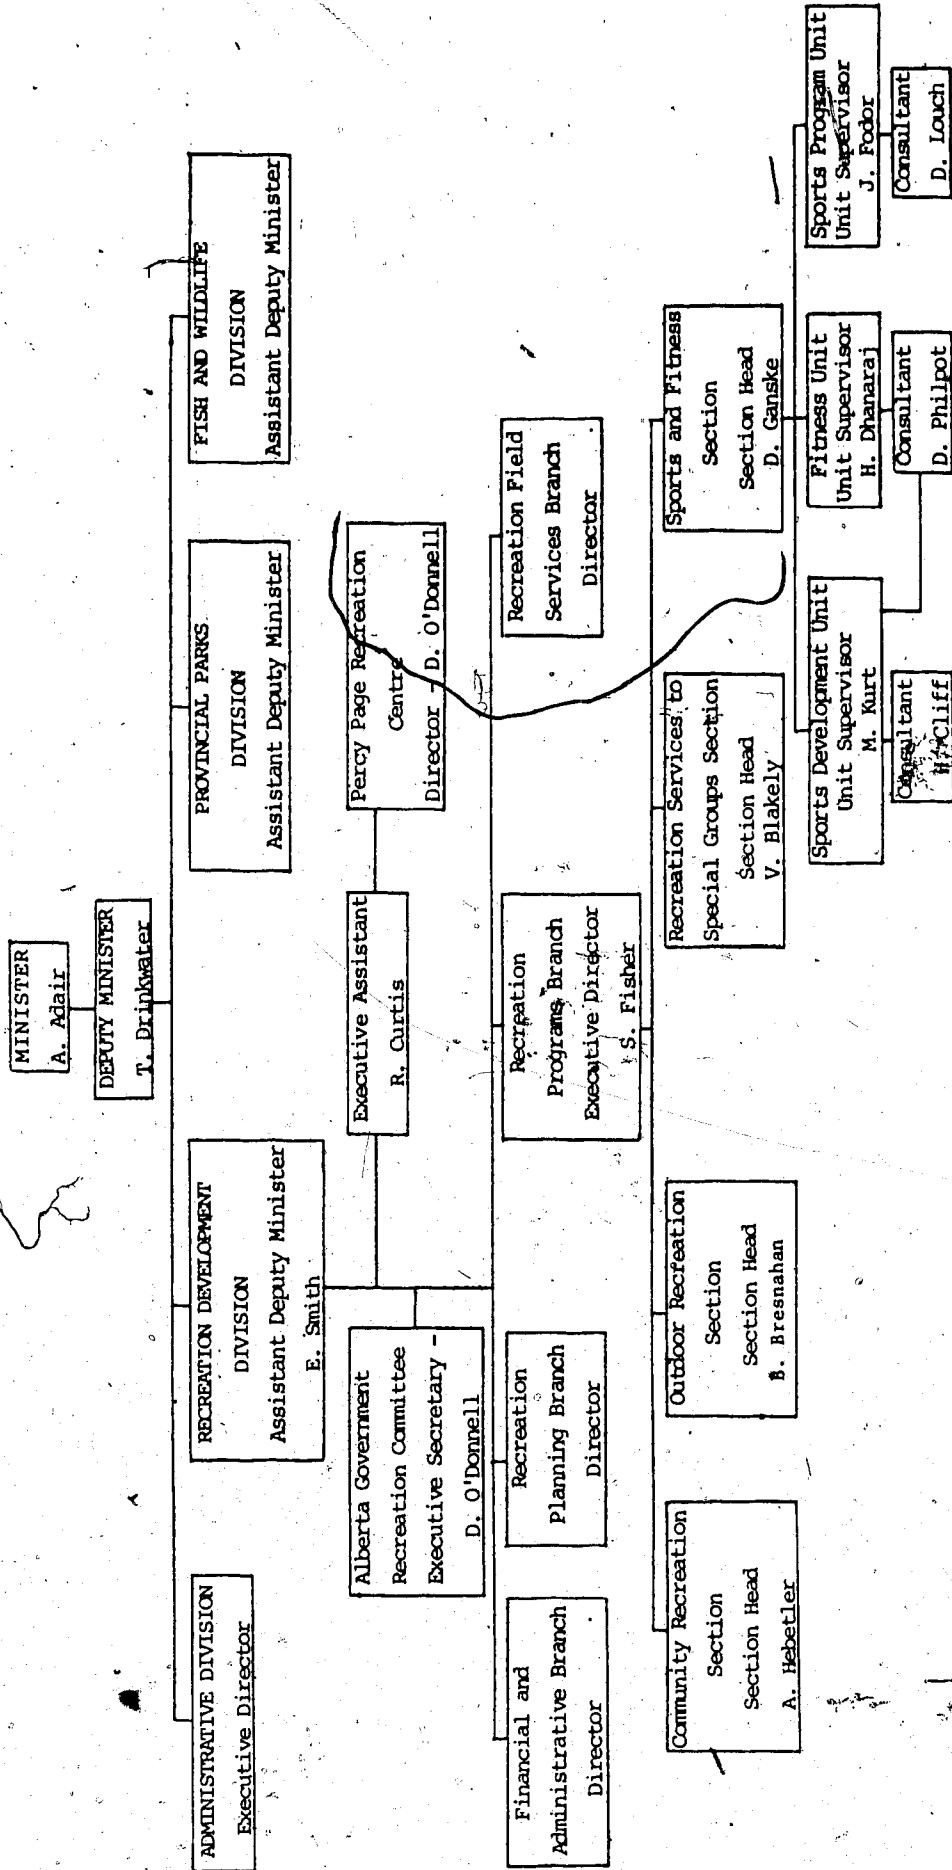 MINISTER
A. Adair
DEPUTY MINISTER
T. Drinkwater
ADMINISTRATIVE DIVISION
Executive Director
RECREATION DEVELOPMENT
DIVISION
Assistant Deputy Minister
E. Smith
PROVINCIAL PARKS
DIVISION
Assistant Deputy Minister
FISH AND WILDLIFE
DIVISION
Assistant Deputy Minister
Alberta Government
Recreation Committee
Executive Secretary -
D. O'Donnell
Executive Assistant
R. Curtis
Percy Page Recreation
Centre
Director - D. O'Donnell
Financial and
Administrative Branch
Director
Recreation
Planning Branch
Director
Recreation
Programs Branch
Executive Director
S. Fisher
Recreation Field
Services Branch
Director
Community Recreation
Section
Section Head
A. Hebetler
Outdoor Recreation
Section
Section Head
B. Bresnahan
Recreation Services to
Special Groups Section
Section Head
V. Blakely
Sports and Fitness
Section
Section Head
D. Ganske
Sports Development Unit
Unit Supervisor
M. Kurt
Fitness Unit
Unit Supervisor
H. Dhanaraj
Sports Program Unit
Unit Supervisor
J. Fodor
Consultant
Cliff
Consultant
D. Philpot
Consultant
D. Louch